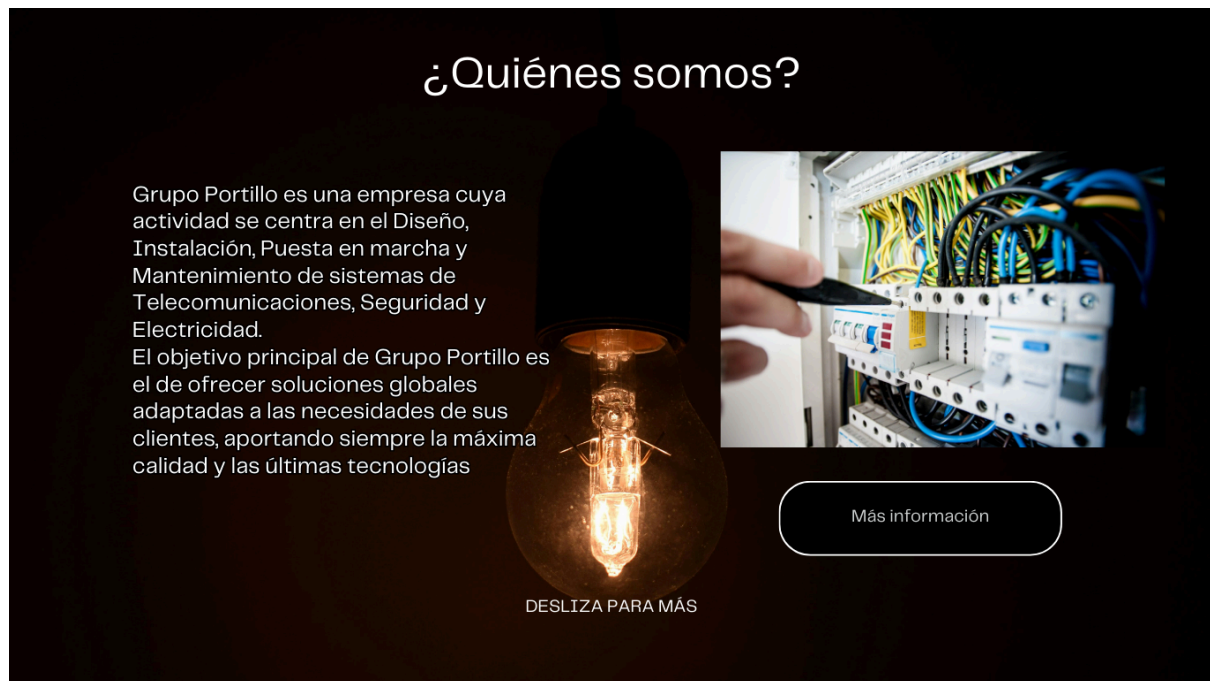 ¿Quiénes somos?
Grupo Portillo es una empresa cuya
actividad se centra en el Diseño,
Instalación, Puesta en marcha y
Mantenimiento de sistemas de
Telecomunicaciones, Seguridad y
Electricidad.
El objetivo principal de Grupo Portillo es
el de ofrecer soluciones globales
adaptadas a las necesidades de sus
clientes, aportando siempre la máxima
calidad y las últimas tecnologías
Más información
DESLIZA PARA MÁS